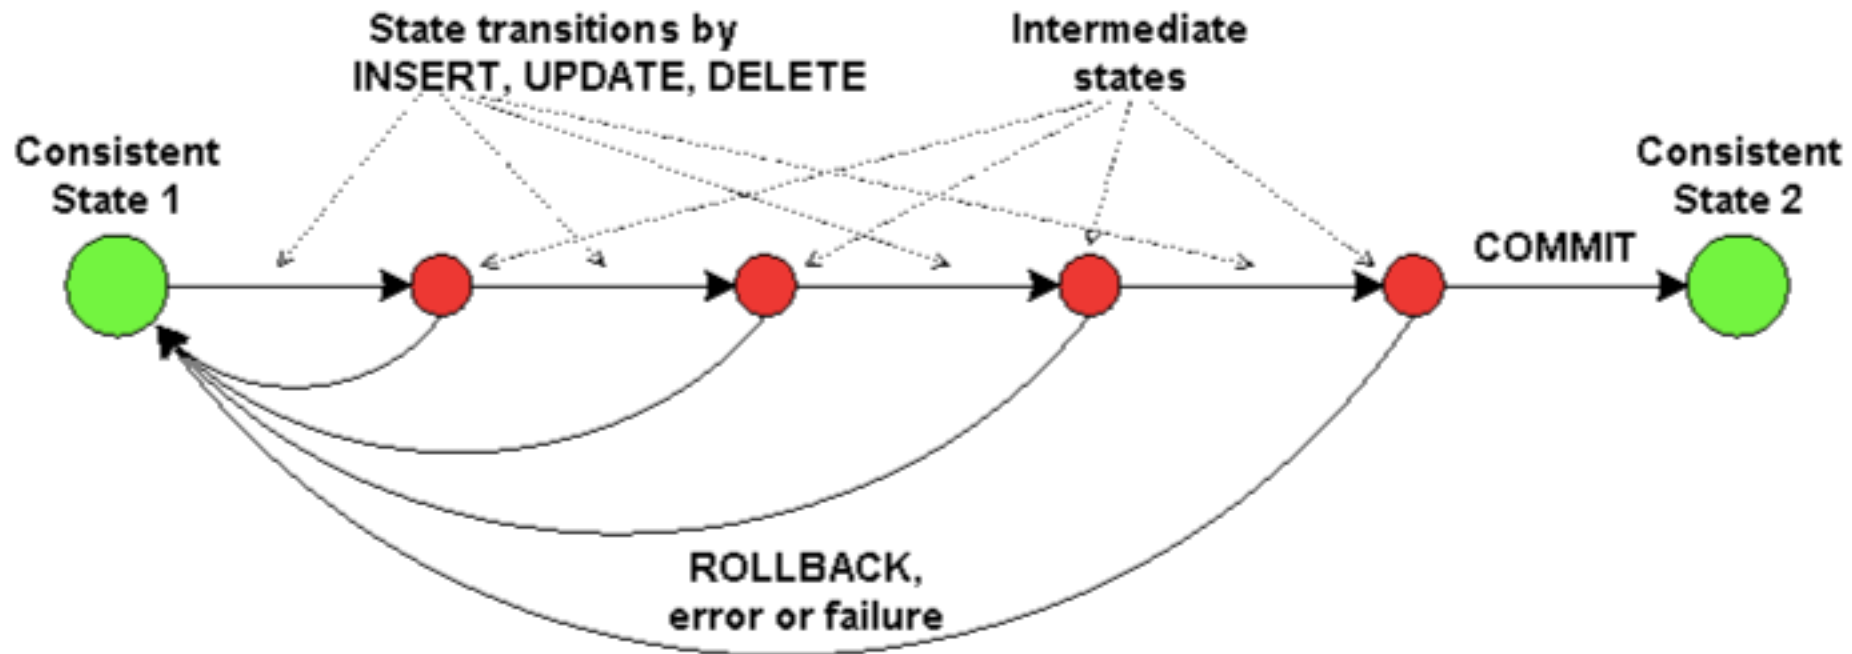 State transitions by
INSERT, UPDATE, DELETE
Intermediate
states
Consistent
State 1
Consistent
State 2
COMMIT
ROLLBACK,
error or failure